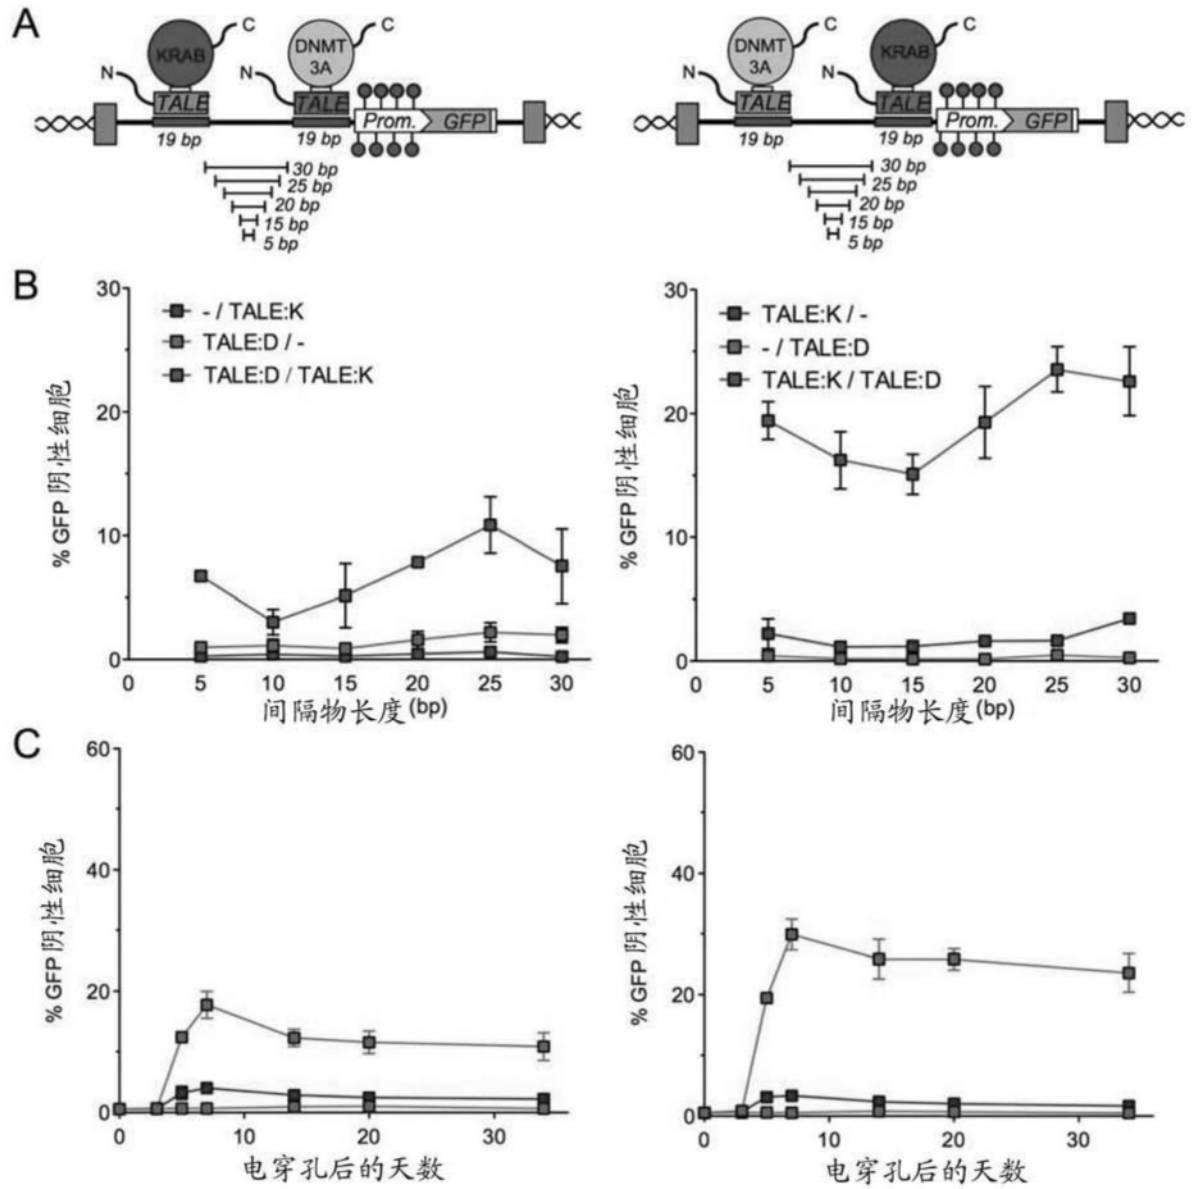 A
KRAB
C
DNMT
3A
C
N
TALE
N
TALE
Prom.
GFP
19 bp
19 bp
30 bp
25 bp
20 bp
15 bp
5 bp
DNMT
3A
C
KRAB
C
N
TALE
N
TALE
Prom.
GFP
19 bp
19 bp
30 bp
25 bp
20 bp
15 bp
5 bp
B
- / TALE:K
TALE:D / -
TALE:D / TALE:K
% GFP 阴性细胞
30
20
10
0
0 5 10 15 20 25 30
间隔物长度(bp)
TALE:K / -
- / TALE:D
TALE:K / TALE:D
% GFP 阴性细胞
30
20
10
0
0 5 10 15 20 25 30
间隔物长度(bp)
C
% GFP 阴性细胞
60
40
20
0
0 10 20 30
电穿孔后的天数
% GFP 阴性细胞
60
40
20
0
0 10 20 30
电穿孔后的天数